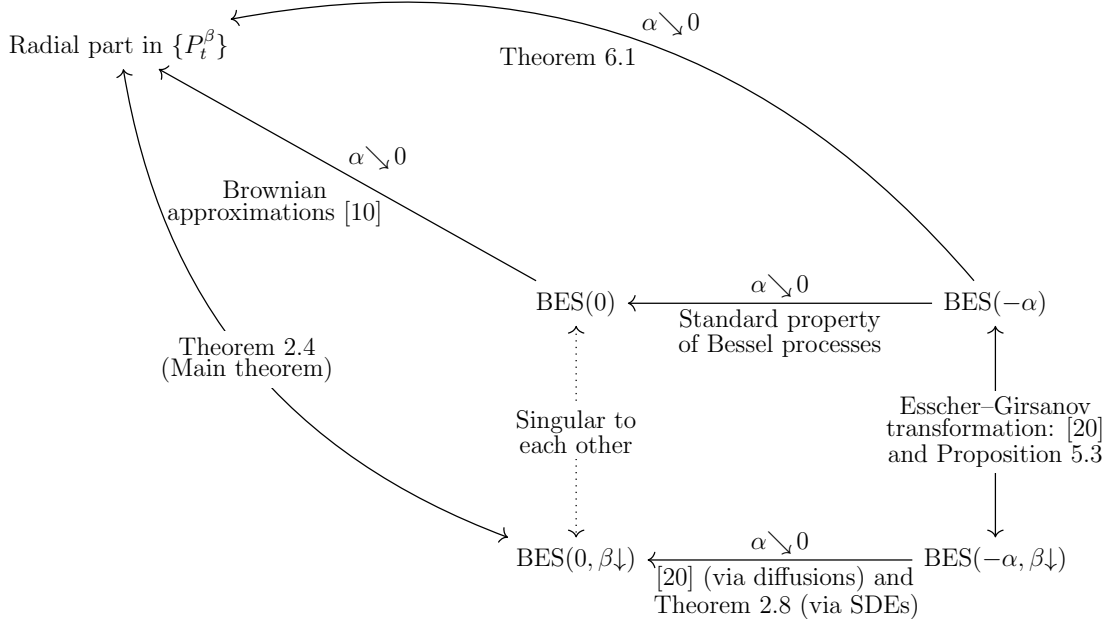 α↘0
Radial part in {P_t^β}
Theorem 6.1
α↘0
Brownian
approximations [10]
α↘0
BES(0)
BES(−α)
Standard property
of Bessel processes
Theorem 2.4
(Main theorem)
Singular to
each other
Esscher–Girsanov
transformation: [20]
and Proposition 5.3
α↘0
BES(0, β↓)
BES(−α, β↓)
[20] (via diffusions) and
Theorem 2.8 (via SDEs)